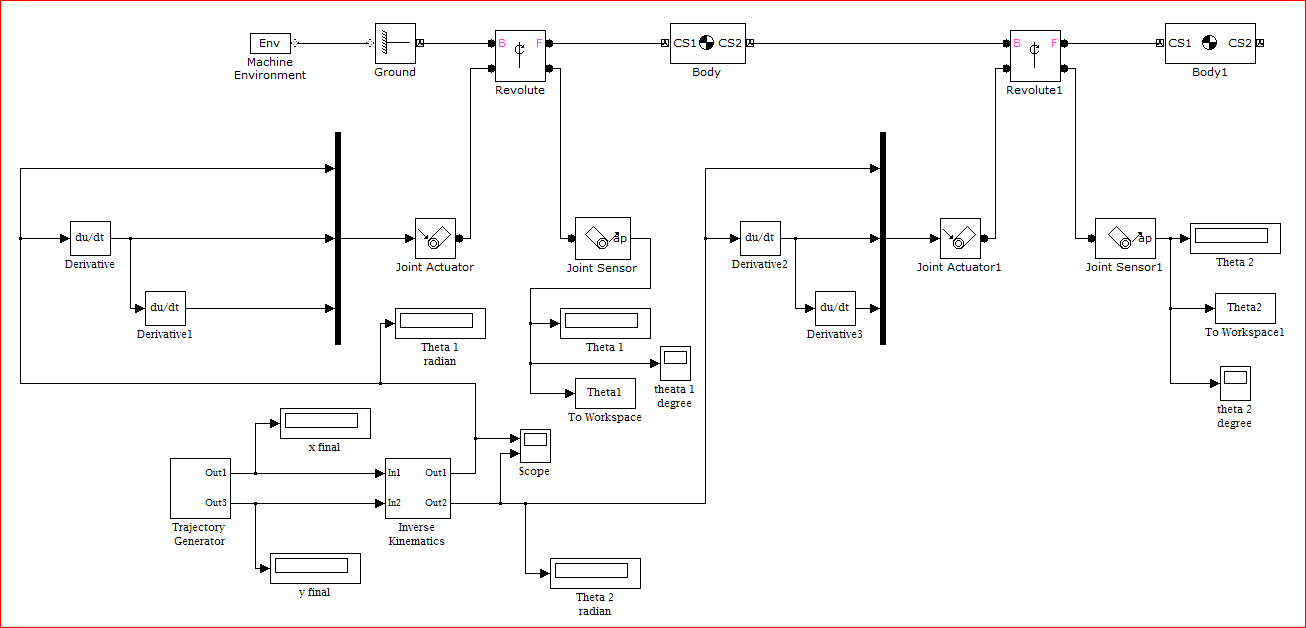 Env
Machine
Environment
Ground
B F
Revolute
CS1 CS2
Body
B F
Revolute1
CS1 CS2
Body1
du/dt
Derivative
du/dt
Derivative1
Joint Actuator
ap
Joint Sensor
du/dt
Derivative2
du/dt
Derivative3
Joint Actuator1
ap
Joint Sensor1
Theta 2
Theta2
To Workspace1
theta 2
degree
Theta 1
radian
Theta 1
theata 1
degree
Theta1
To Workspace
x final
Scope
Out1
Out3
Trajectory
Generator
In1 Out1
In2 Out2
Inverse
Kinematics
y final
Theta 2
radian